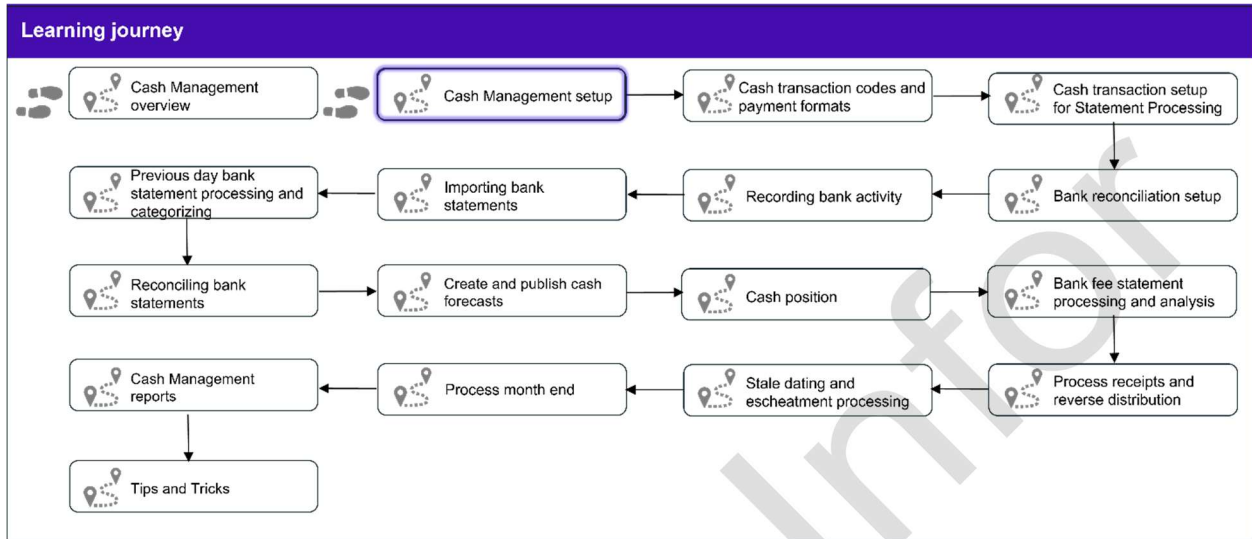 Learning journey
Cash Management
overview
Cash Management setup
Cash transaction codes and
payment formats
Cash transaction setup
for Statement Processing
Previous day bank
statement processing and
categorizing
Importing bank
statements
Recording bank activity
Bank reconciliation setup
Reconciling bank
statements
Create and publish cash
forecasts
Cash position
Bank fee statement
processing and analysis
Cash Management
reports
Process month end
Stale dating and
escheatment processing
Process receipts and
reverse distribution
Tips and Tricks
Infor